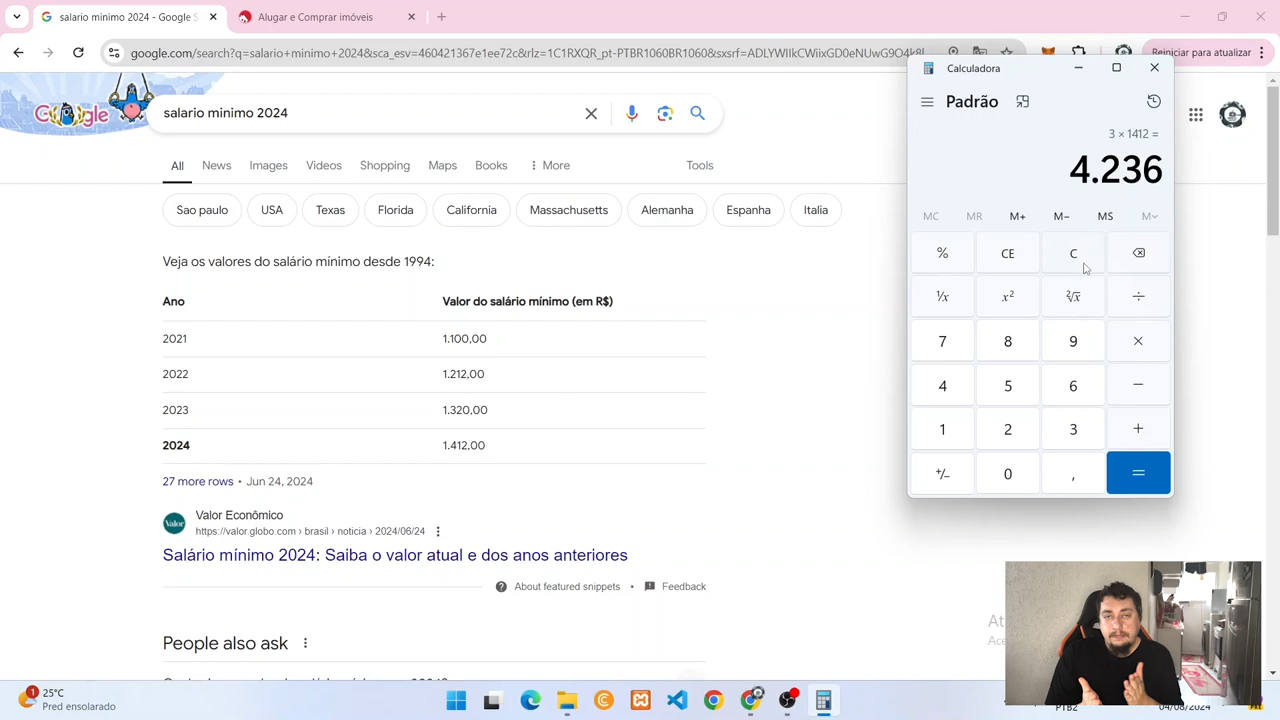 salario minimo 2024 - Google S
Alugar e Comprar imóveis
google.com/search?q=salario+minimo+2024&sca_esv=460421367e1ee72c&rlz=1C1RXQR_pt-PTBR1060BR1060&sxsrf=ADLYWIIkCWiixGD0eNUwG9O4k8l
Reiniciar para atualizar
Google
salario minimo 2024
All News Images Videos Shopping Maps Books More Tools
Sao paulo USA Texas Florida California Massachusetts Alemanha Espanha Italia
Veja os valores do salário mínimo desde 1994:
Ano Valor do salário mínimo (em R$)
2021 1.100,00
2022 1.212,00
2023 1.320,00
2024 1.412,00
27 more rows • Jun 24, 2024
Valor
Valor Econômico
https://valor.globo.com › brasil › noticia › 2024/06/24
Salário mínimo 2024: Saiba o valor atual e dos anos anteriores
About featured snippets • Feedback
People also ask
Calculadora
Padrão
3 × 1412 =
4.236
MC MR M+ M− MS M
% CE C
1/x x² ²√x ÷
7 8 9 ×
4 5 6 −
1 2 3 +
+/− 0 , =
1
25°C
Pred ensolarado
PTB2
04/08/2024